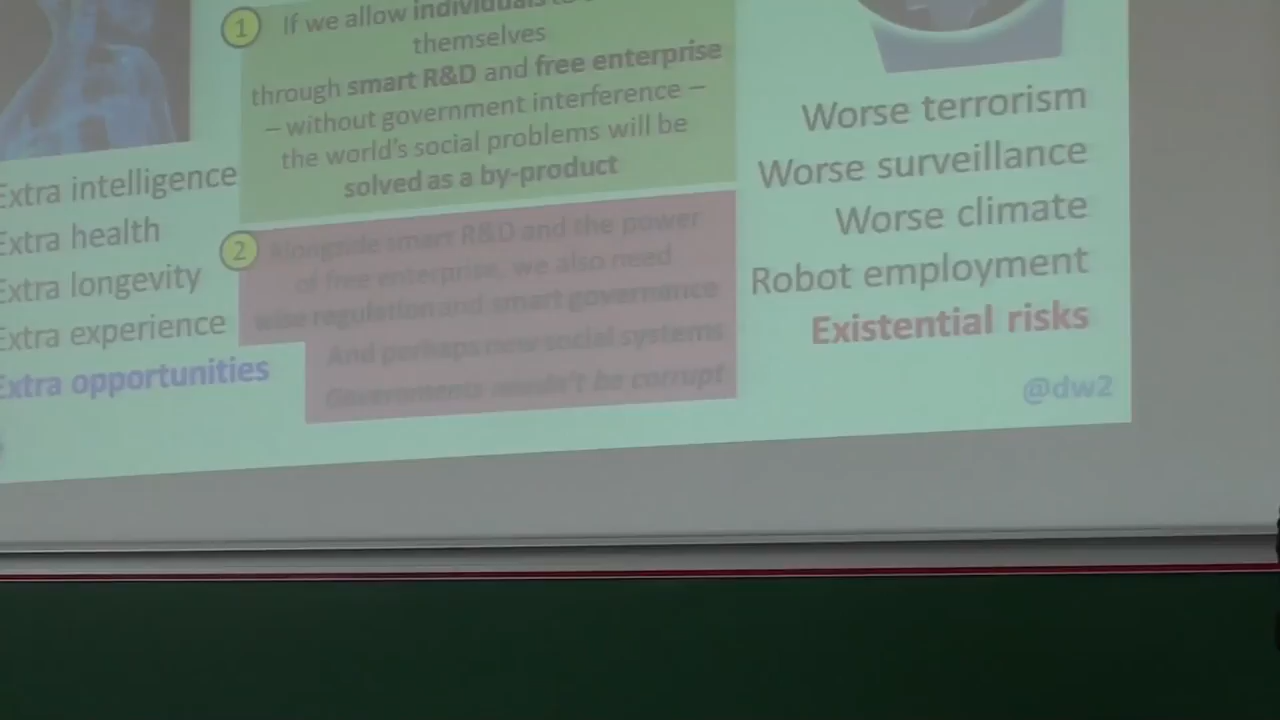 1
If we allow individuals to
themselves
through smart R&D and free enterprise
– without government interference –
the world's social problems will be
solved as a by-product
2
Alongside smart R&D and the power
of free enterprise, we also need
wise regulation and smart governance
And perhaps new social systems
Governments needn't be corrupt
Extra intelligence
Extra health
Extra longevity
Extra experience
Extra opportunities
Worse terrorism
Worse surveillance
Worse climate
Robot employment
Existential risks
@dw2